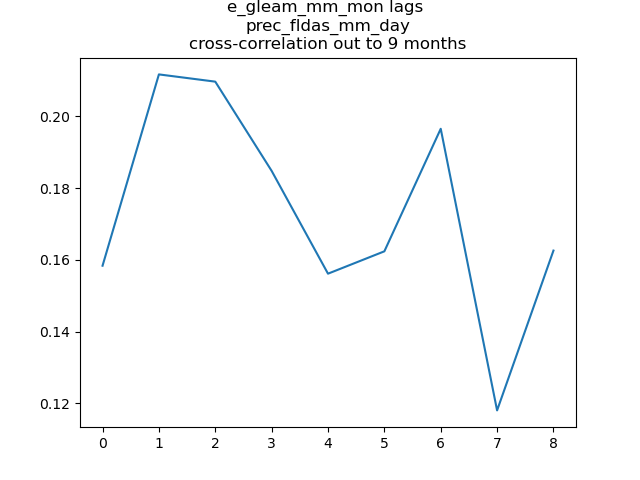 e_gleam_mm_mon lags
prec_fldas_mm_day
cross-correlation out to 9 months
0.20
0.18
0.16
0.14
0.12
0 1 2 3 4 5 6 7 8